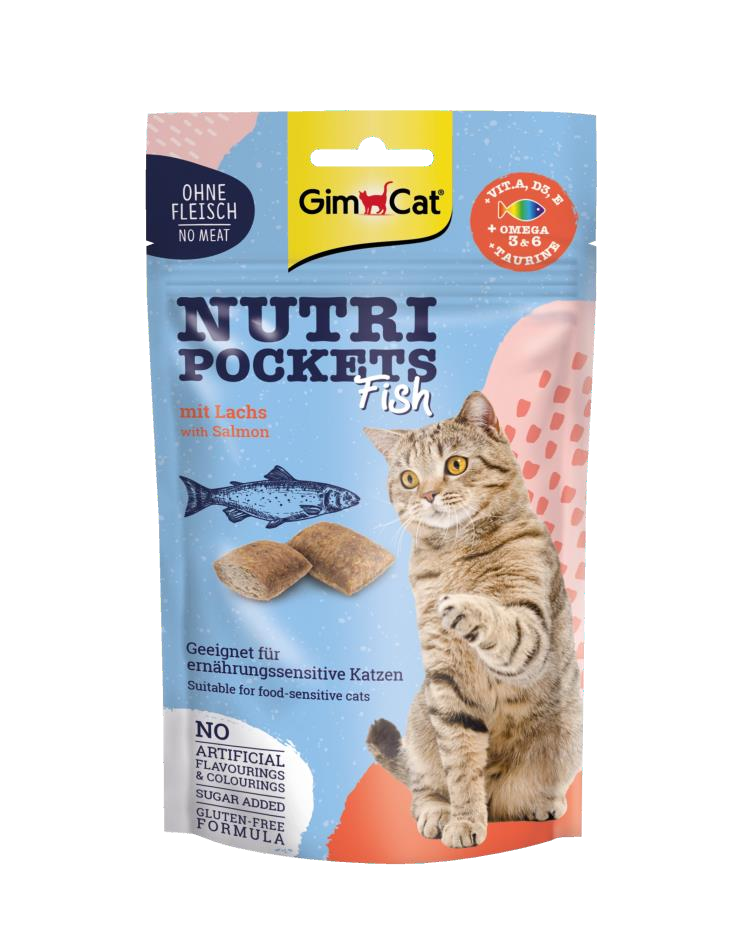 OHNE
FLEISCH
NO MEAT
GimCat®
+ VIT.A, D3, E
+ OMEGA
3 & 6
+ TAURINE
NUTRI
POCKETS
Fish
mit Lachs
with Salmon
Geeignet für
ernährungssensitive Katzen
Suitable for food-sensitive cats
NO
ARTIFICIAL
FLAVOURINGS
& COLOURINGS
SUGAR ADDED
GLUTEN-FREE
FORMULA